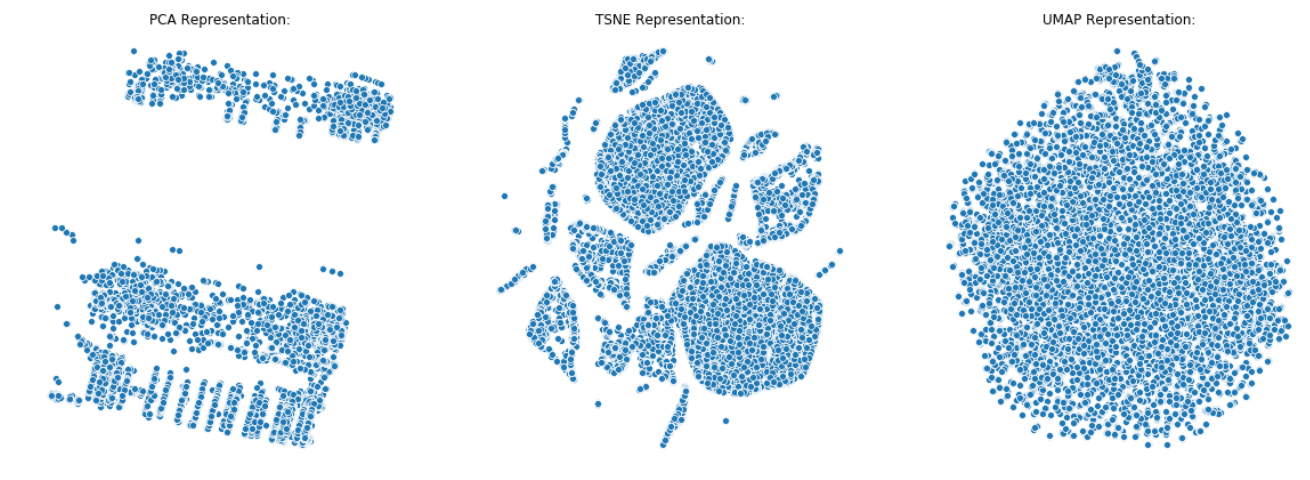 PCA Representation:
TSNE Representation:
UMAP Representation: